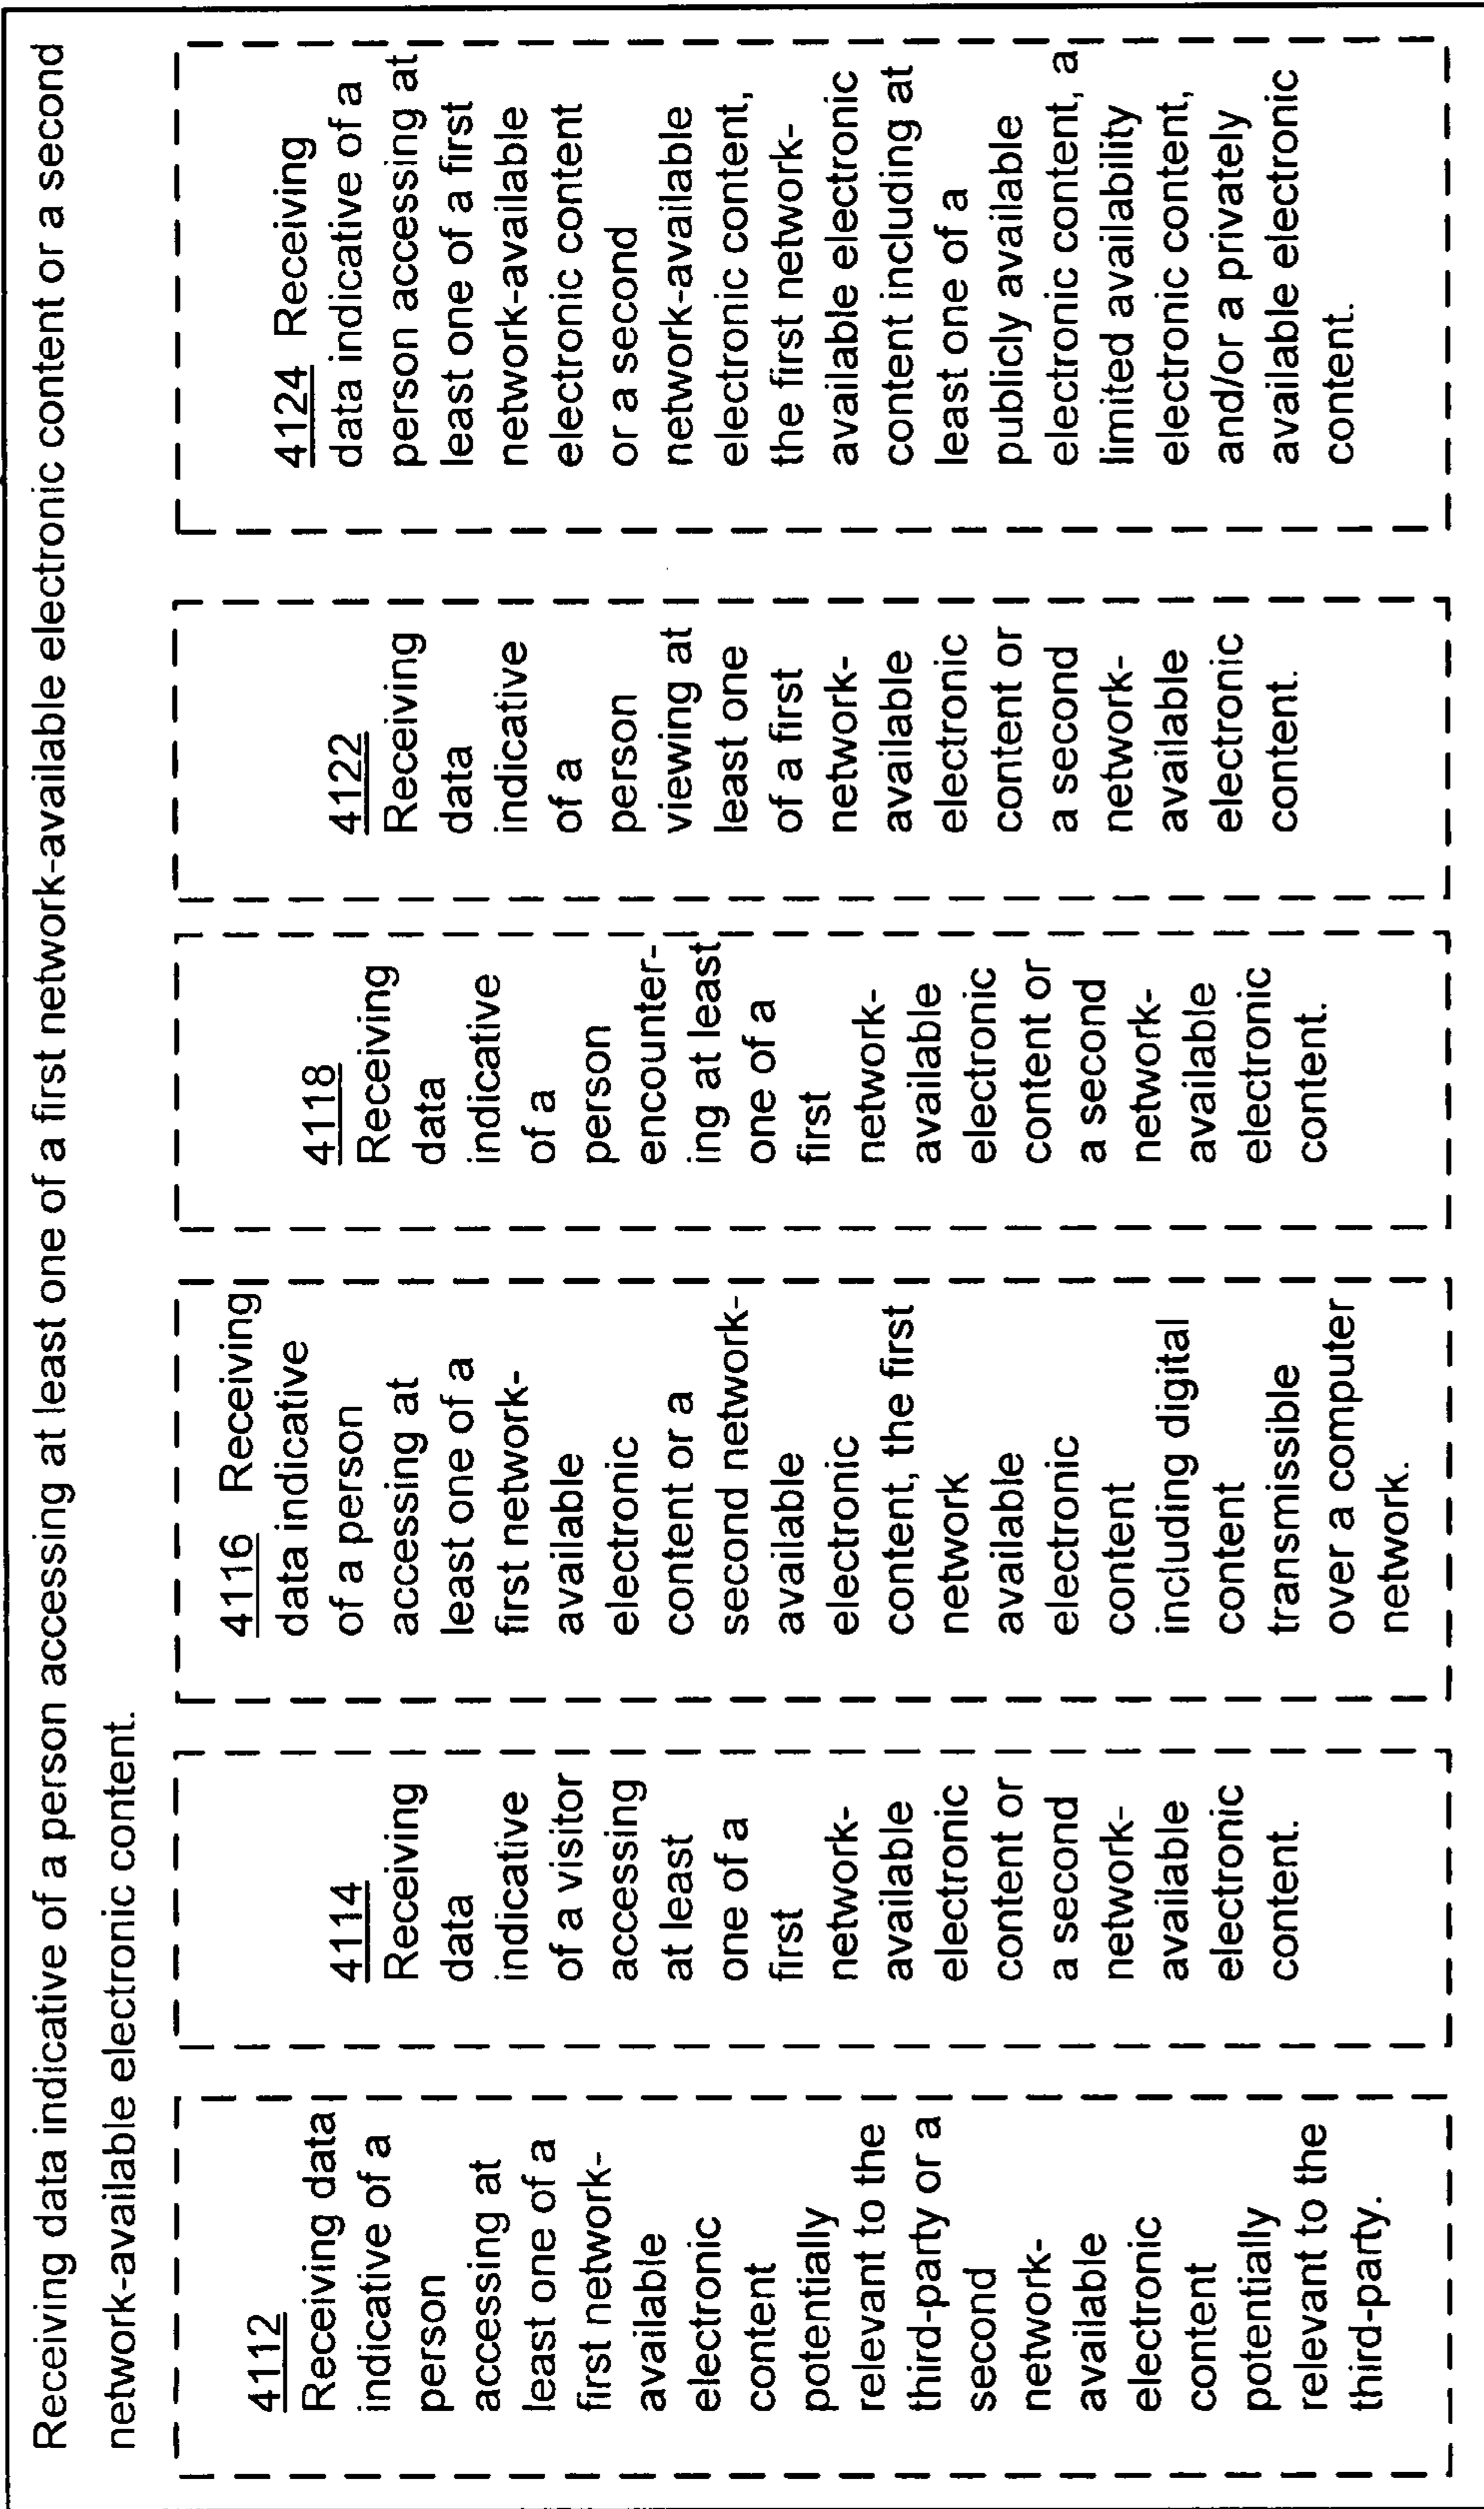 Receiving data indicative of a person accessing at least one of a first network-available electronic content or a second
network-available electronic content.
4112
Receiving data
indicative of a
person
accessing at
least one of a
first network-
available
electronic
content
potentially
relevant to the
third-party or a
second
network-
available
electronic
content
potentially
relevant to the
third-party.
4114
Receiving
data
indicative
of a visitor
accessing
at least
one of a
first
network-
available
electronic
content or
a second
network-
available
electronic
content.
4116 Receiving
data indicative
of a person
accessing at
least one of a
first network-
available
electronic
content or a
second network-
available
electronic
content, the first
network
available
electronic
content
including digital
content
transmissible
over a computer
network.
4118
Receiving
data
indicative
of a
person
encounter-
ing at least
one of a
first
network-
available
electronic
content or
a second
network-
available
electronic
content.
4122
Receiving
data
indicative
of a
person
viewing at
least one
of a first
network-
available
electronic
content or
a second
network-
available
electronic
content.
4124 Receiving
data indicative of a
person accessing at
least one of a first
network-available
electronic content
or a second
network-available
electronic content,
the first network-
available electronic
content including at
least one of a
publicly available
electronic content, a
limited availability
electronic content,
and/or a privately
available electronic
content.